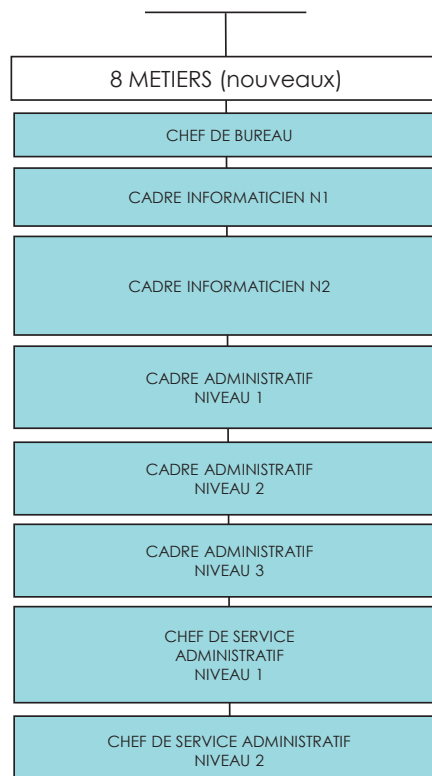 8 METIERS (nouveaux)
CHEF DE BUREAU
CADRE INFORMATICIEN N1
CADRE INFORMATICIEN N2
CADRE ADMINISTRATIF
NIVEAU 1
CADRE ADMINISTRATIF
NIVEAU 2
CADRE ADMINISTRATIF
NIVEAU 3
CHEF DE SERVICE
ADMINISTRATIF
NIVEAU 1
CHEF DE SERVICE ADMINISTRATIF
NIVEAU 2